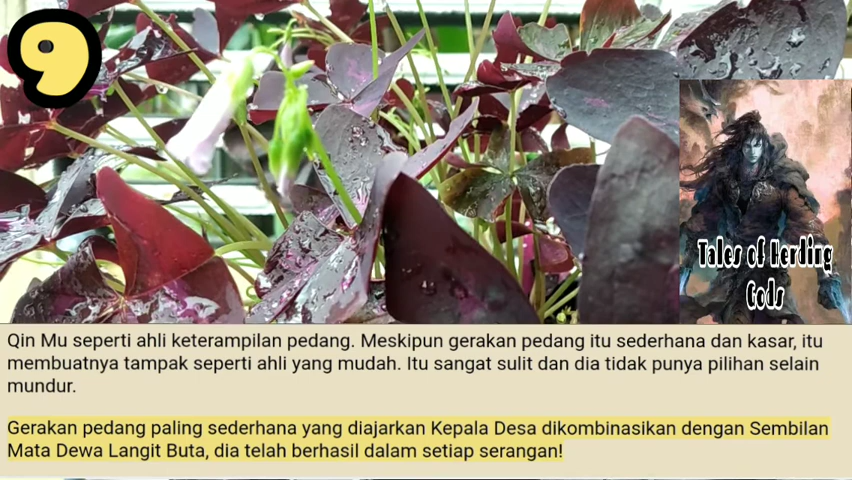 9
Tales of Herding
Gods
Qin Mu seperti ahli keterampilan pedang. Meskipun gerakan pedang itu sederhana dan kasar, itu
membuatnya tampak seperti ahli yang mudah. Itu sangat sulit dan dia tidak punya pilihan selain
mundur.
Gerakan pedang paling sederhana yang diajarkan Kepala Desa dikombinasikan dengan Sembilan
Mata Dewa Langit Buta, dia telah berhasil dalam setiap serangan!